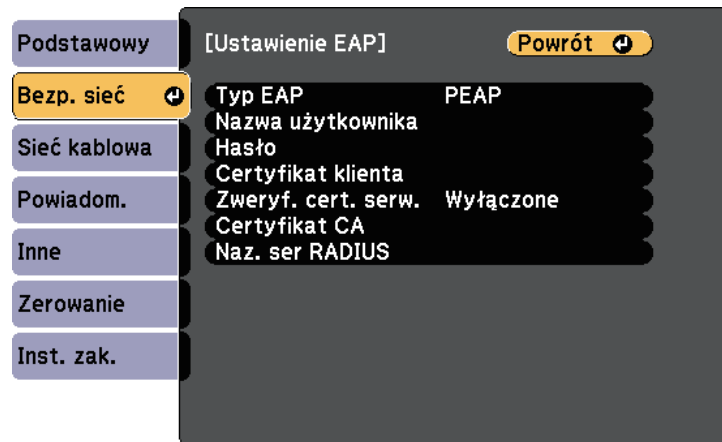 Podstawowy
Bezp. sieć
Sieć kablowa
Powiadom.
Inne
Zerowanie
Inst. zak.
[Ustawienie EAP] Powrót
Typ EAP PEAP
Nazwa użytkownika
Hasło
Certyfikat klienta
Zweryf. cert. serw. Wyłączone
Certyfikat CA
Naz. ser RADIUS